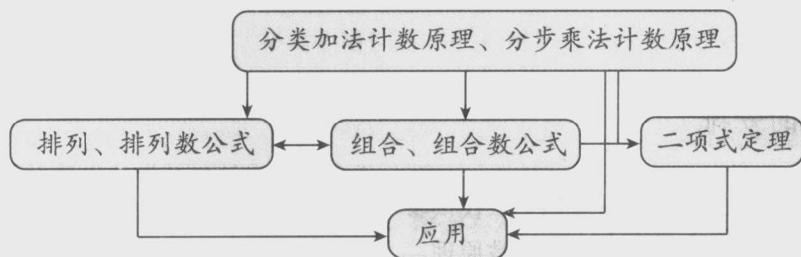 分类加法计数原理、分步乘法计数原理
排列、排列数公式
组合、组合数公式
二项式定理
应用